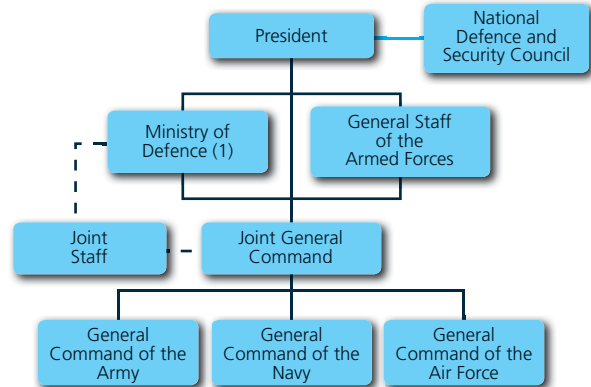 President
National
Defence and
Security Council
Ministry of
Defence (1)
General Staff
of the
Armed Forces
Joint
Staff
Joint General
Command
General
Command of the
Army
General
Command of the
Navy
General
Command of the
Air Force